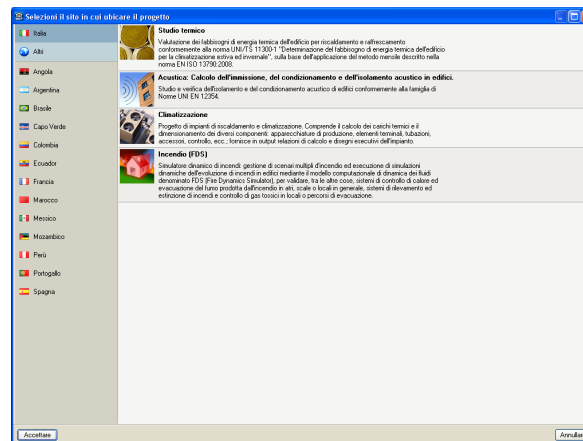 Selezioni il sito in cui ubicare il progetto
Italia
Altri
Angola
Argentina
Brasile
Capo Verde
Colombia
Ecuador
Francia
Marocco
Messico
Mozambico
Perù
Portogallo
Spagna
Studio termico
Valutazione dei fabbisogni di energia termica dell'edificio per riscaldamento e raffrescamento
conformemente alla norma UNI/TS 11300-1 "Determinazione del fabbisogno di energia termica dell'edificio
per la climatizzazione estiva ed invernale", sulla base dell'applicazione del metodo mensile descritto nella
norma EN ISO 13790:2008.
Acustica: Calcolo dell'immissione, del condizionamento e dell'isolamento acustico in edifici.
Studio e verifica dell'isolamento e del condizionamento acustico di edifici conformemente alla famiglia di
Norme UNI EN 12354.
Climatizzazione
Progetto di impianti di riscaldamento e climatizzazione. Comprende il calcolo dei carichi termici e il
dimensionamento dei diversi componenti: apparecchiature di produzione, elementi terminali, tubazioni,
accessori, controllo, ecc.; fornisce in output relazioni di calcolo e disegni esecutivi dell'impianto.
Incendio (FDS)
Simulatore dinamico di incendi: gestione di scenari multipli d'incendio ed esecuzione di simulazioni
dinamiche dell'evoluzione di incendi in edifici mediante il modello computazionale di dinamica dei fluidi
denominato FDS (Fire Dynamics Simulator), per validare, tra le altre cose, sistemi di controllo di calore ed
evacuazione del fumo prodotta dall'incendio in atri, scale o locali in generale, sistemi di rilevamento ed
estinzione di incendi e controllo di gas tossici in locali o percorsi di evacuazione.
Accettare
Annullare